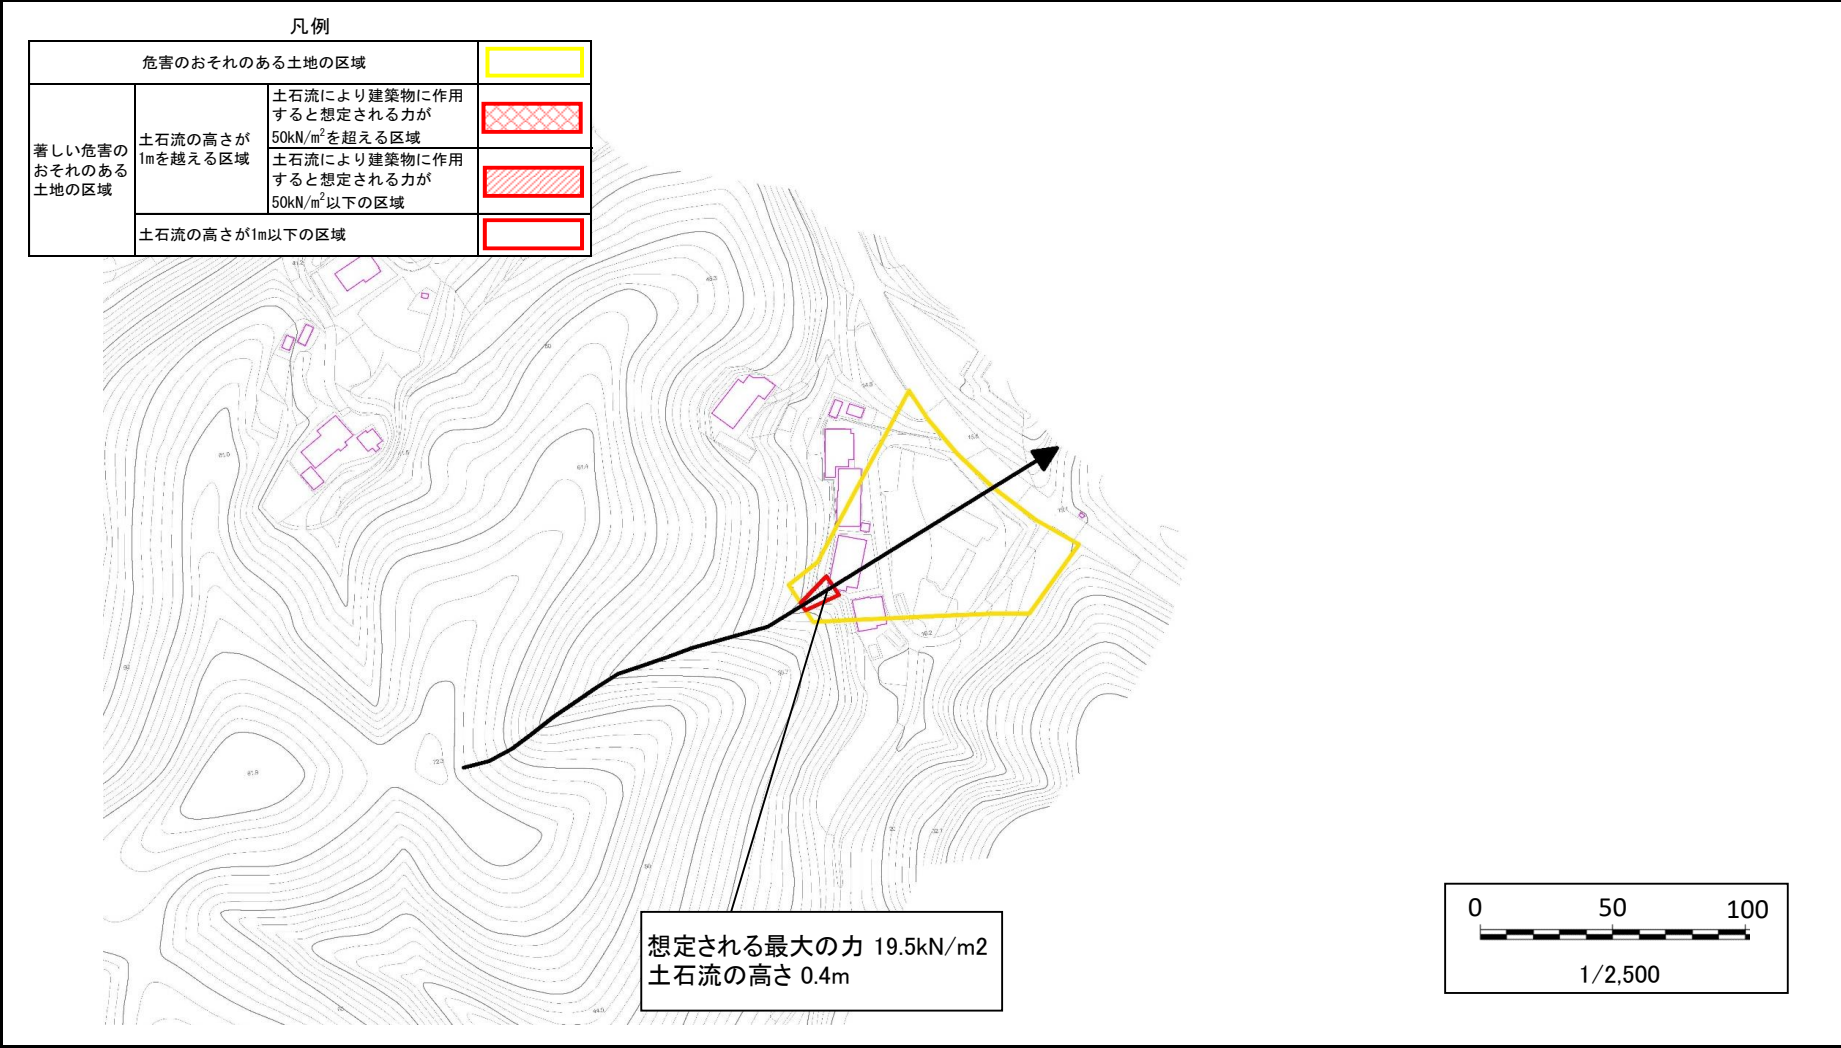 凡例
危害のおそれのある土地の区域
著しい危害の
おそれのある
土地の区域
土石流の高さが
1mを越える区域
土石流により建築物に作用
すると想定される力が
50kN/m²を超える区域
土石流により建築物に作用
すると想定される力が
50kN/m²以下の区域
土石流の高さが1m以下の区域
想定される最大の力 19.5kN/m2
土石流の高さ 0.4m
0 50 100
1/2,500